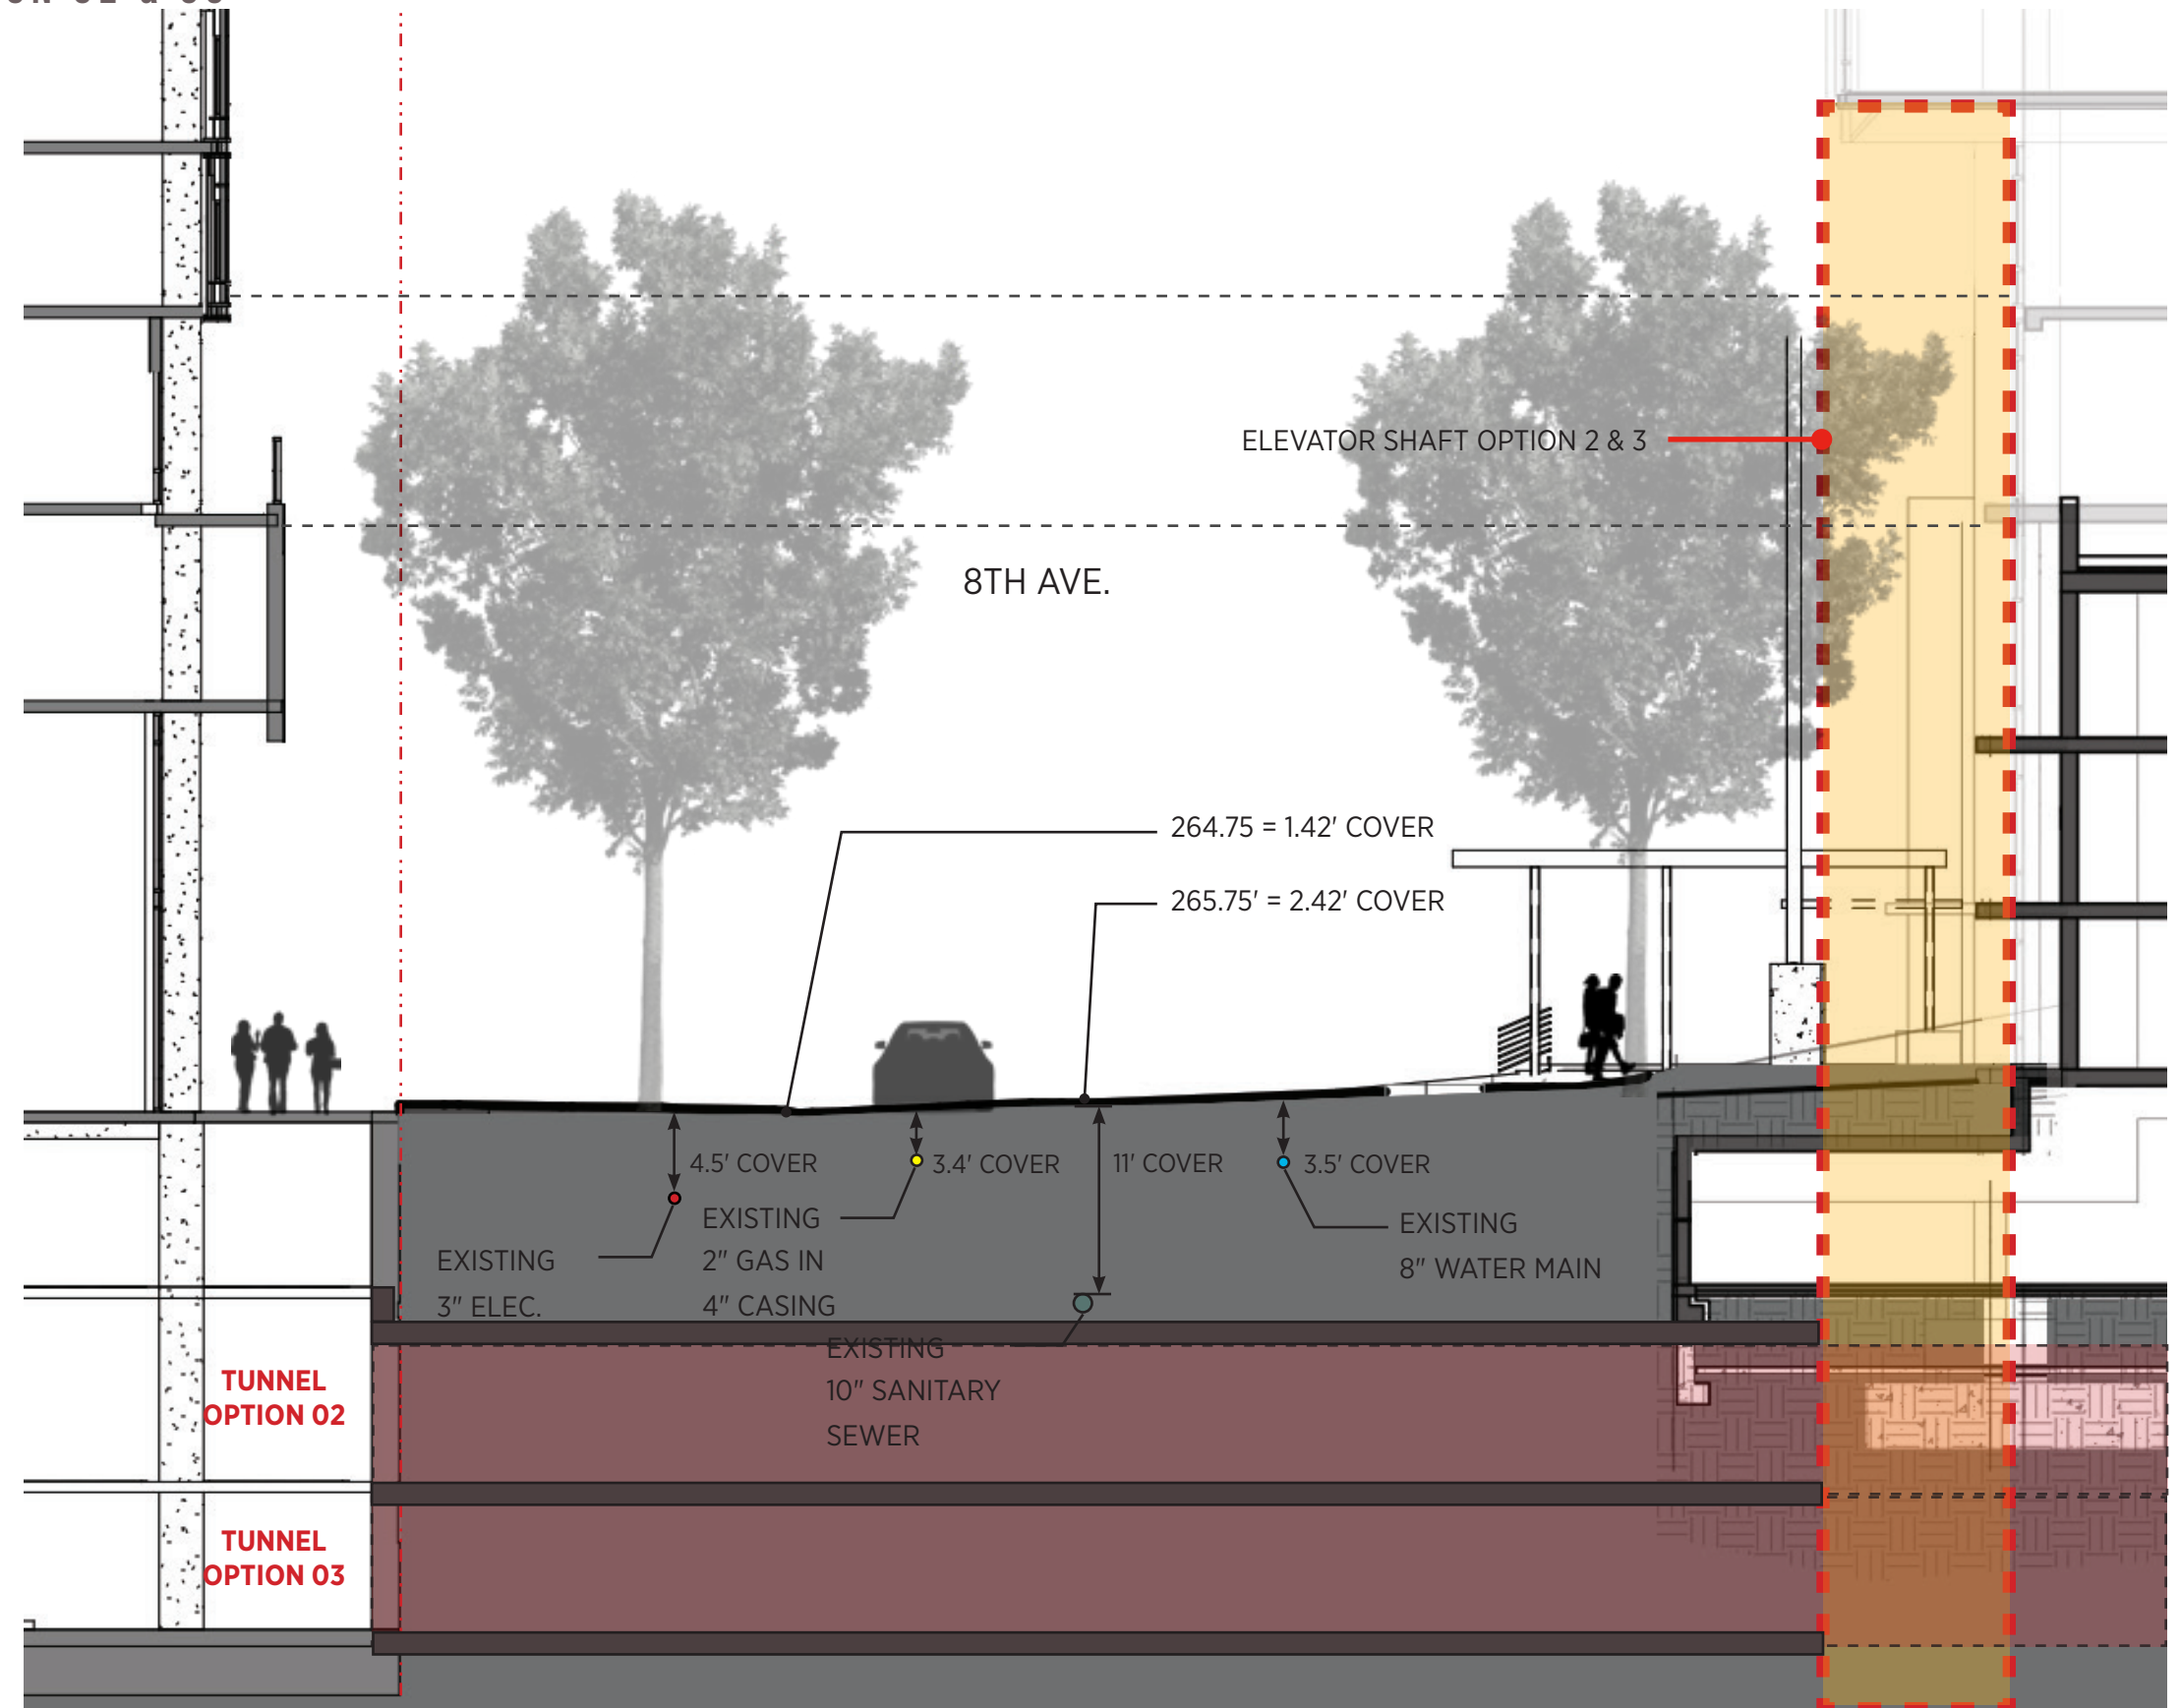 ELEVATOR SHAFT OPTION 2 & 3
8TH AVE.
264.75 = 1.42' COVER
265.75' = 2.42' COVER
4.5' COVER
3.4' COVER
11' COVER
3.5' COVER
EXISTING
3" ELEC.
EXISTING
2" GAS IN
4" CASING
EXISTING
10" SANITARY
SEWER
EXISTING
8" WATER MAIN
TUNNEL
OPTION 02
TUNNEL
OPTION 03